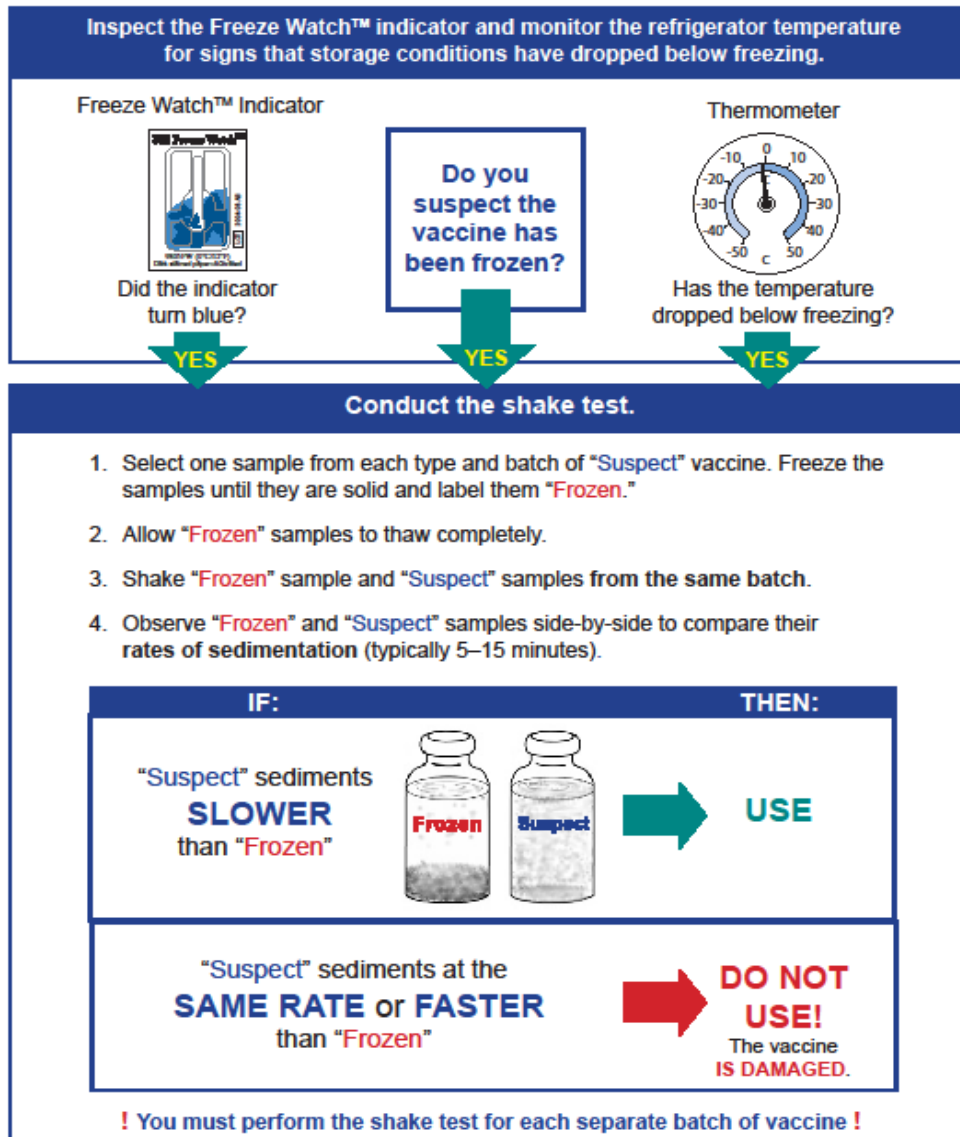 Inspect the Freeze Watch™ indicator and monitor the refrigerator temperature
for signs that storage conditions have dropped below freezing.
Freeze Watch™ Indicator
Did the indicator
turn blue?
YES
Do you
suspect the
vaccine has
been frozen?
YES
Thermometer
-50 -40 -30 -20 -10 0 10 20 30 40 50
C
Has the temperature
dropped below freezing?
YES
Conduct the shake test.
1. Select one sample from each type and batch of “Suspect” vaccine. Freeze the
samples until they are solid and label them “Frozen.”
2. Allow “Frozen” samples to thaw completely.
3. Shake “Frozen” sample and “Suspect” samples from the same batch.
4. Observe “Frozen” and “Suspect” samples side-by-side to compare their
rates of sedimentation (typically 5–15 minutes).
IF: THEN:
“Suspect” sediments
SLOWER
than “Frozen”
Frozen Suspect
USE
“Suspect” sediments at the
SAME RATE or FASTER
than “Frozen”
DO NOT
USE!
The vaccine
IS DAMAGED.
! You must perform the shake test for each separate batch of vaccine !